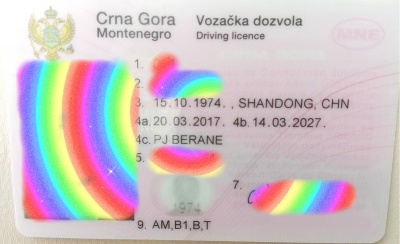 Crna Gora Vozačka dozvola
Montenegro Driving licence
MNE
1.
2.
3. 15.10.1974. , SHANDONG, CHN
4a. 20.03.2017. 4b. 14.03.2027.
4c. PJ BERANE
5.
7.
1974
9. AM,B1,B,T